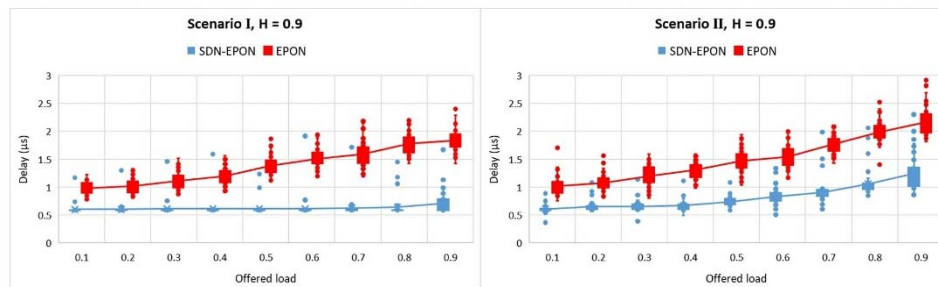 Scenario I, H = 0.9
SDN-EPON EPON
3
2.5
2
1.5
1
0.5
0
Delay (µs)
0.1 0.2 0.3 0.4 0.5 0.6 0.7 0.8 0.9
Offered load
Scenario II, H = 0.9
SDN-EPON EPON
3
2.5
2
1.5
1
0.5
0
Delay (µs)
0.1 0.2 0.3 0.4 0.5 0.6 0.7 0.8 0.9
Offered load